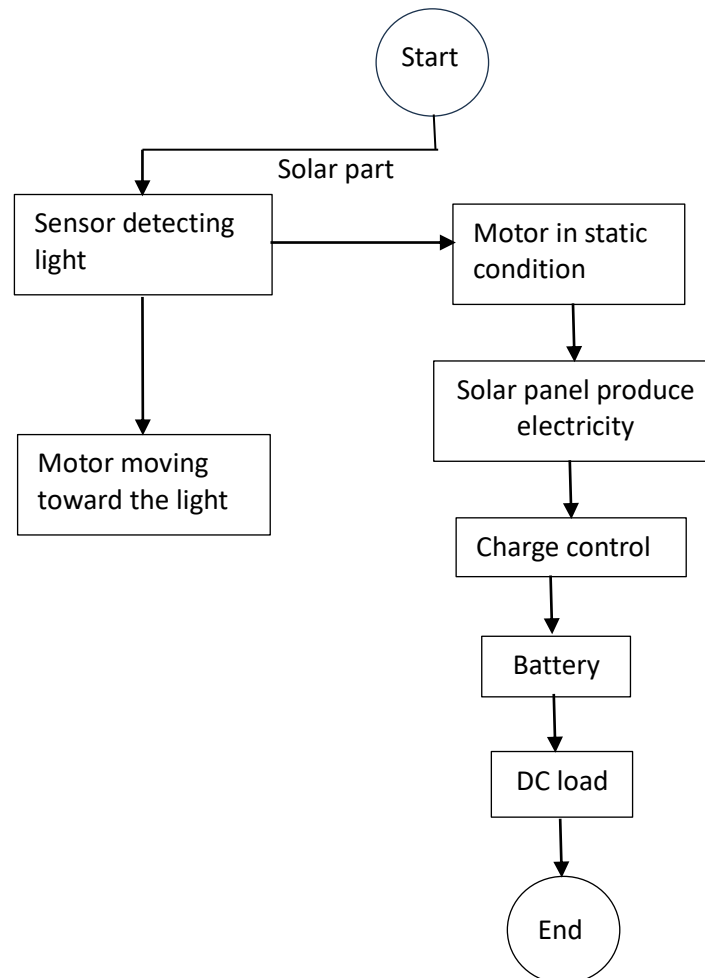 Start
Solar part
Sensor detecting
light
Motor in static
condition
Solar panel produce
electricity
Motor moving
toward the light
Charge control
Battery
DC load
End